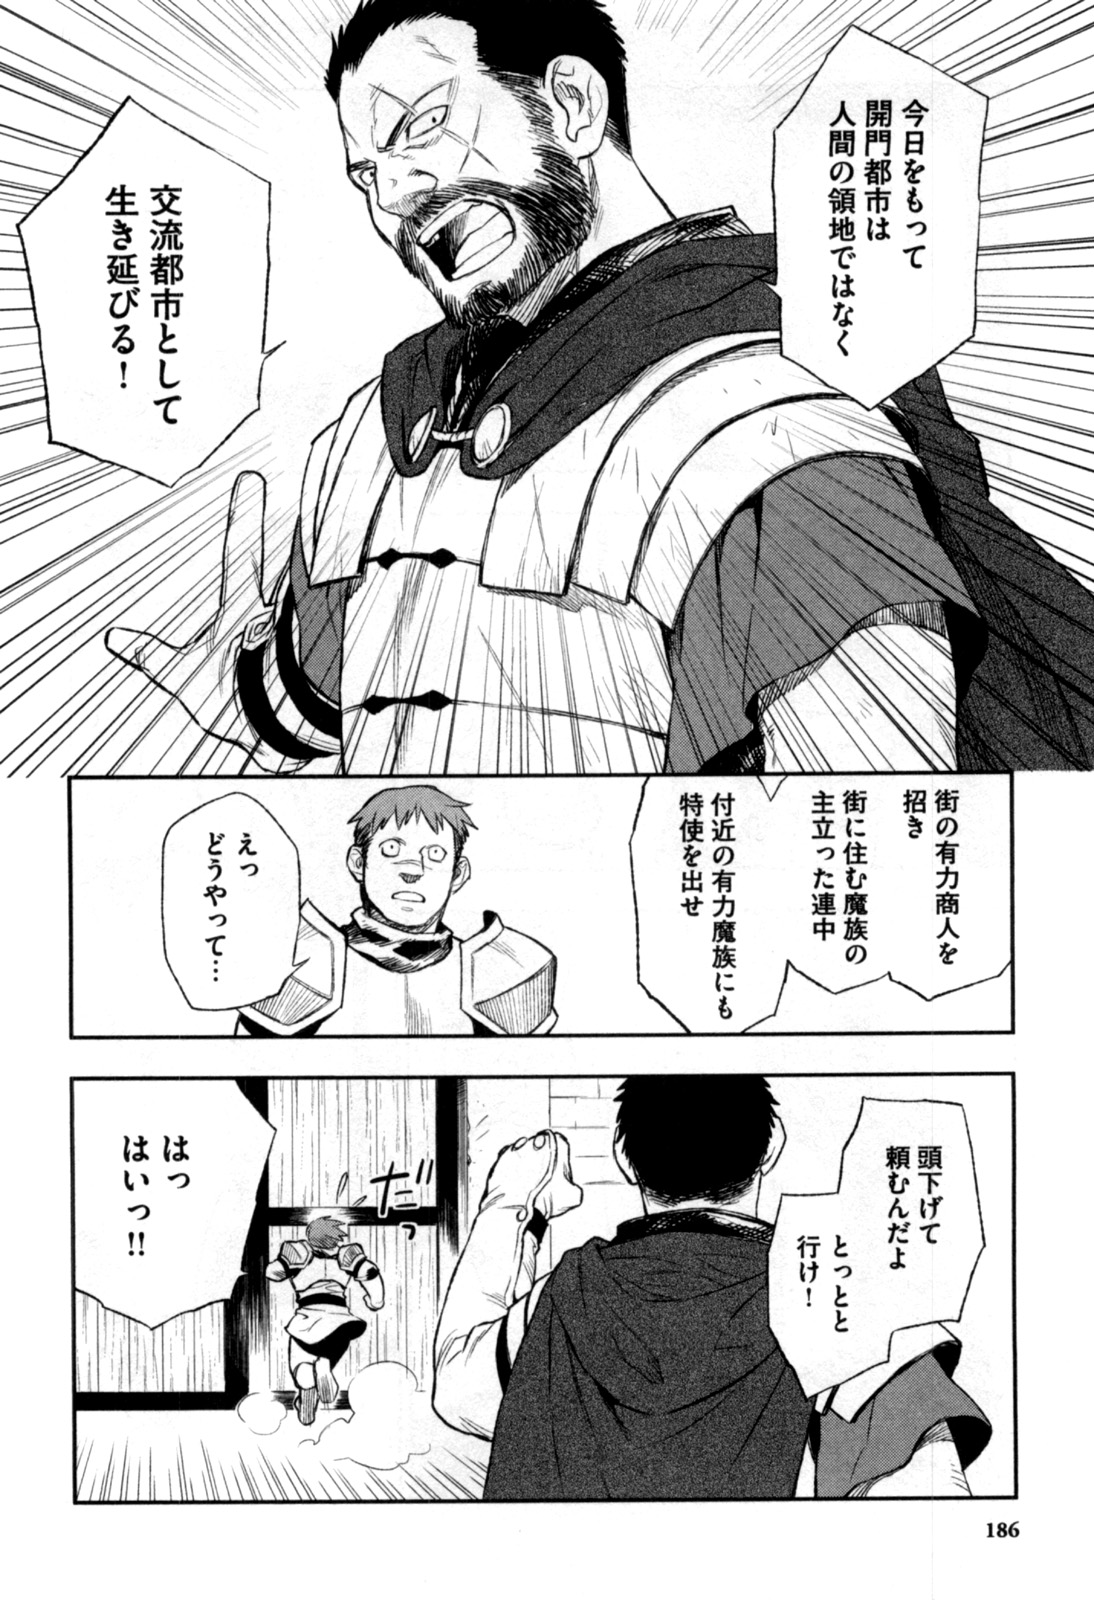 今日をもって
開門都市は
人間の領地ではなく
交流都市として
生き延びる!
街の有力商人を
招き
街に住む魔族の
主立った連中
付近の有力魔族にも
特使を出せ
えっ
どうやって…
頭下げて
頼むんだよ
とっとと
行け!
だっ
はっ
はいっ!!
186